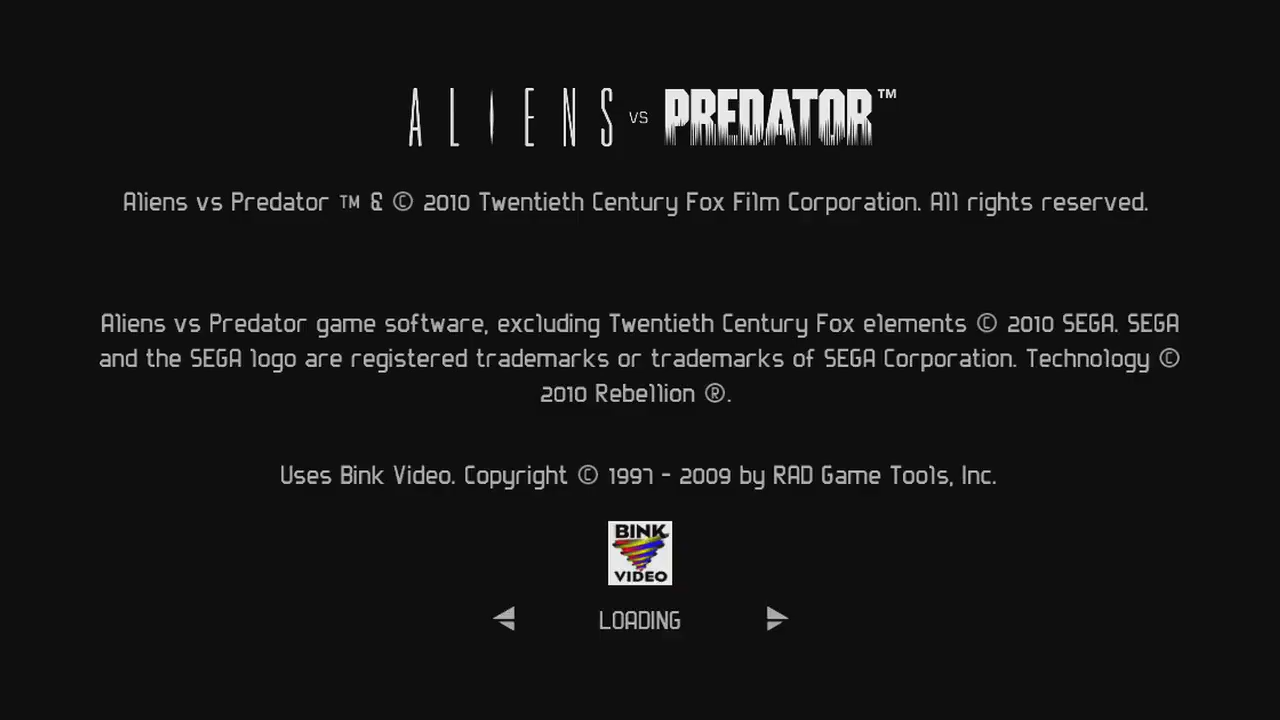 ALIENS VS PREDATOR™
Aliens vs Predator ™ & © 2010 Twentieth Century Fox Film Corporation. All rights reserved.
Aliens vs Predator game software, excluding Twentieth Century Fox elements © 2010 SEGA. SEGA
and the SEGA logo are registered trademarks or trademarks of SEGA Corporation. Technology ©
2010 Rebellion ®.
Uses Bink Video. Copyright © 1997 - 2009 by RAD Game Tools, Inc.
BINK
VIDEO
LOADING